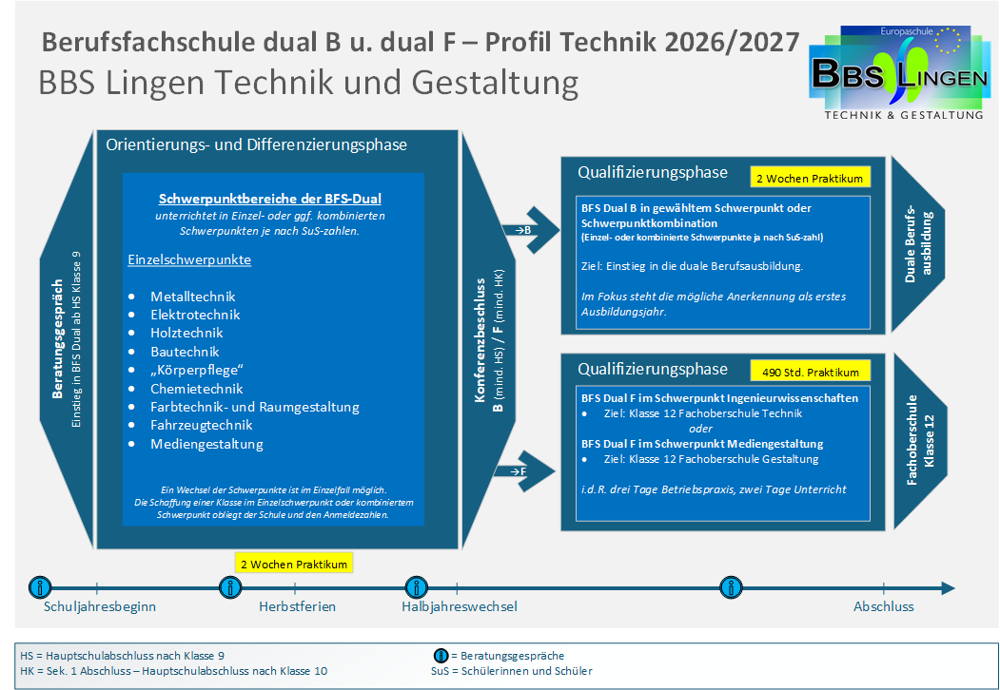 Berufsfachschule dual B u. dual F – Profil Technik 2026/2027
BBS Lingen Technik und Gestaltung
Europaschule
BBS LINGEN
TECHNIK & GESTALTUNG
Beratungsgespräch
Einstieg in BFS Dual ab HS Klasse 9
Orientierungs- und Differenzierungsphase
Schwerpunktbereiche der BFS-Dual
unterrichtet in Einzel- oder ggf. kombinierten
Schwerpunkten je nach SuS-zahlen.
Einzelschwerpunkte
• Metalltechnik
• Elektrotechnik
• Holztechnik
• Bautechnik
• „Körperpflege“
• Chemietechnik
• Farbtechnik- und Raumgestaltung
• Fahrzeugtechnik
• Mediengestaltung
Ein Wechsel der Schwerpunkte ist im Einzelfall möglich.
Die Schaffung einer Klasse im Einzelschwerpunkt oder kombiniertem
Schwerpunkt obliegt der Schule und den Anmeldezahlen.
Konferenzbeschluss
B (mind. HS) / F (mind. HK)
→B
→F
Qualifizierungsphase
2 Wochen Praktikum
BFS Dual B in gewähltem Schwerpunkt oder
Schwerpunktkombination
(Einzel- oder kombinierte Schwerpunkte ja nach SuS-zahl)
Ziel: Einstieg in die duale Berufsausbildung.
Im Fokus steht die mögliche Anerkennung als erstes
Ausbildungsjahr.
Duale Berufs-
ausbildung
Qualifizierungsphase
490 Std. Praktikum
BFS Dual F im Schwerpunkt Ingenieurwissenschaften
• Ziel: Klasse 12 Fachoberschule Technik
oder
BFS Dual F im Schwerpunkt Mediengestaltung
• Ziel: Klasse 12 Fachoberschule Gestaltung
i.d.R. drei Tage Betriebspraxis, zwei Tage Unterricht
Fachoberschule
Klasse 12
2 Wochen Praktikum
Schuljahresbeginn
Herbstferien
Halbjahreswechsel
Abschluss
HS = Hauptschulabschluss nach Klasse 9
HK = Sek. 1 Abschluss – Hauptschulabschluss nach Klasse 10
i = Beratungsgespräche
SuS = Schülerinnen und Schüler